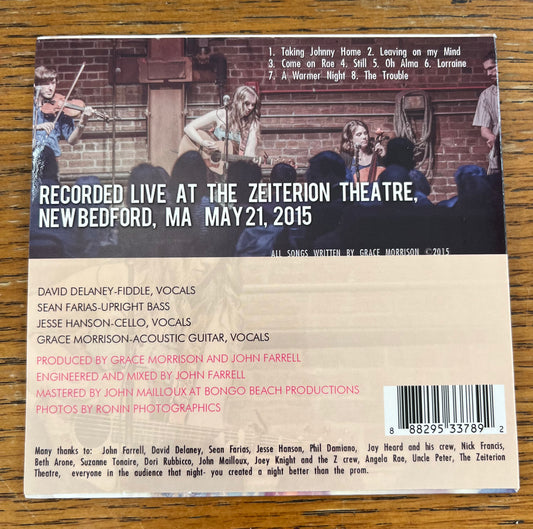 1. Taking Johnny Home 2. Leaving on my Mind
3. Come on Rae 4. Still 5. Oh Alma 6. Lorraine
7. A Warmer Night 8. The Trouble
RECORDED LIVE AT THE ZEITERION THEATRE,
NEW BEDFORD, MA MAY 21, 2015
ALL SONGS WRITTEN BY GRACE MORRISON ©2015
DAVID DELANEY-FIDDLE, VOCALS
SEAN FARIAS-UPRIGHT BASS
JESSE HANSON-CELLO, VOCALS
GRACE MORRISON-ACOUSTIC GUITAR, VOCALS
PRODUCED BY GRACE MORRISON AND JOHN FARRELL
ENGINEERED AND MIXED BY JOHN FARRELL
MASTERED BY JOHN MAILLOUX AT BONGO BEACH PRODUCTIONS
PHOTOS BY RONIN PHOTOGRAPHICS
8 88295 33789 2
Many thanks to: John Farrell, David Delaney, Sean Farias, Jesse Hanson, Phil Damiano, Jay Heard and his crew, Nick Francis,
Beth Arone, Suzanne Tonaire, Dori Rubbicco, John Mailloux, Joey Knight and the Z crew, Angela Rae, Uncle Peter, The Zeiterion
Theatre, everyone in the audience that night- you created a night better than the prom.